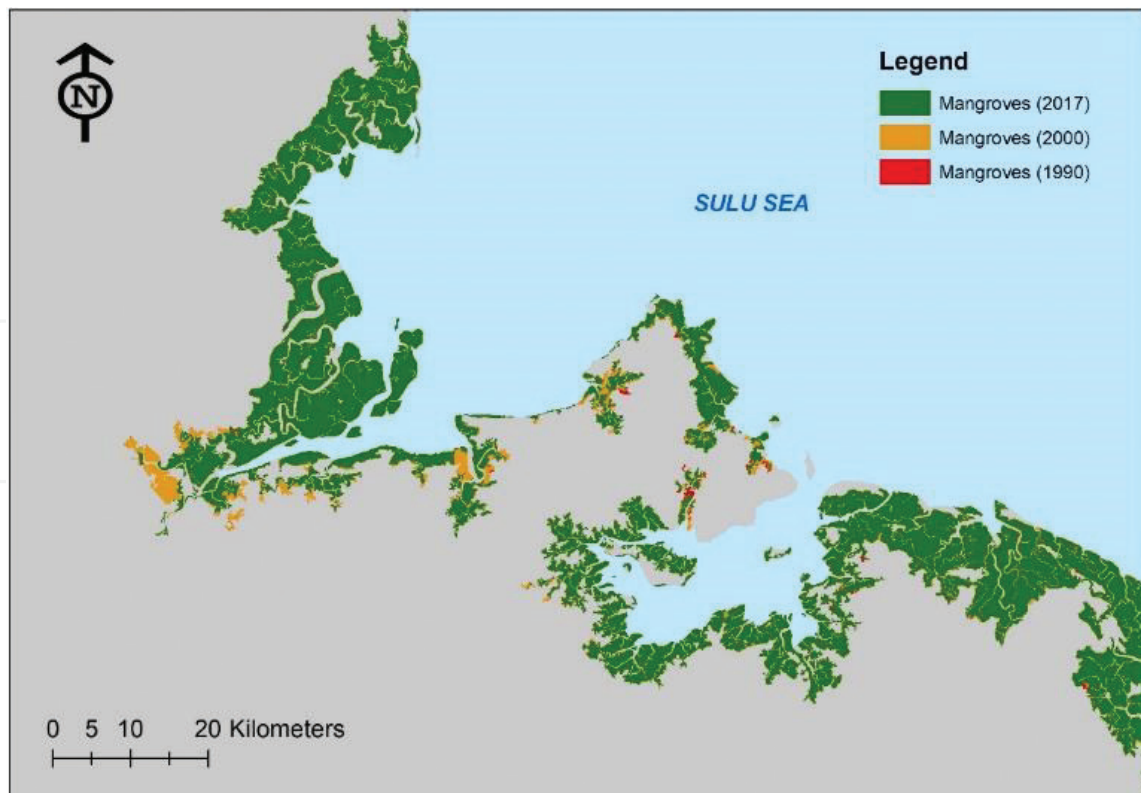 N
Legend
Mangroves (2017)
Mangroves (2000)
Mangroves (1990)
SULU SEA
0 5 10 20 Kilometers